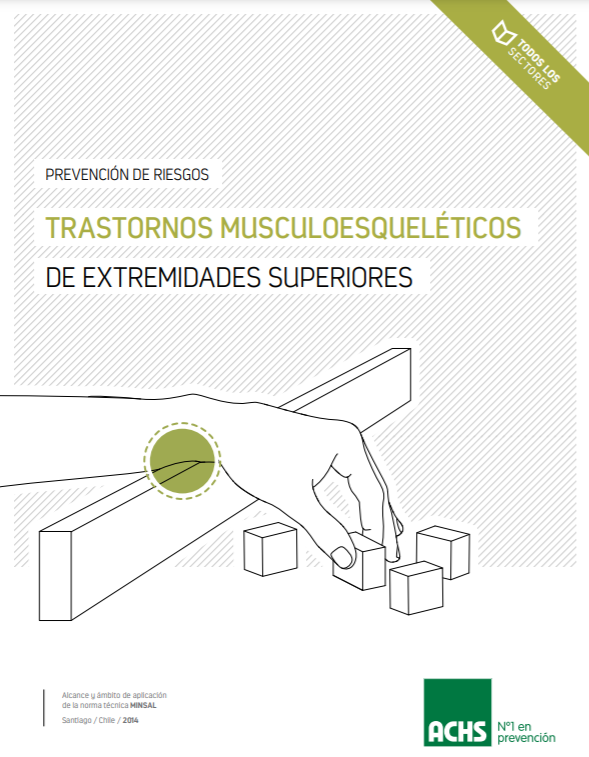 TODOS LOS
SECTORES
PREVENCIÓN DE RIESGOS
TRASTORNOS MUSCULOESQUELÉTICOS
DE EXTREMIDADES SUPERIORES
Alcance y ámbito de aplicación
de la norma técnica MINSAL
Santiago / Chile / 2014
ACHS
N°1 en
prevención